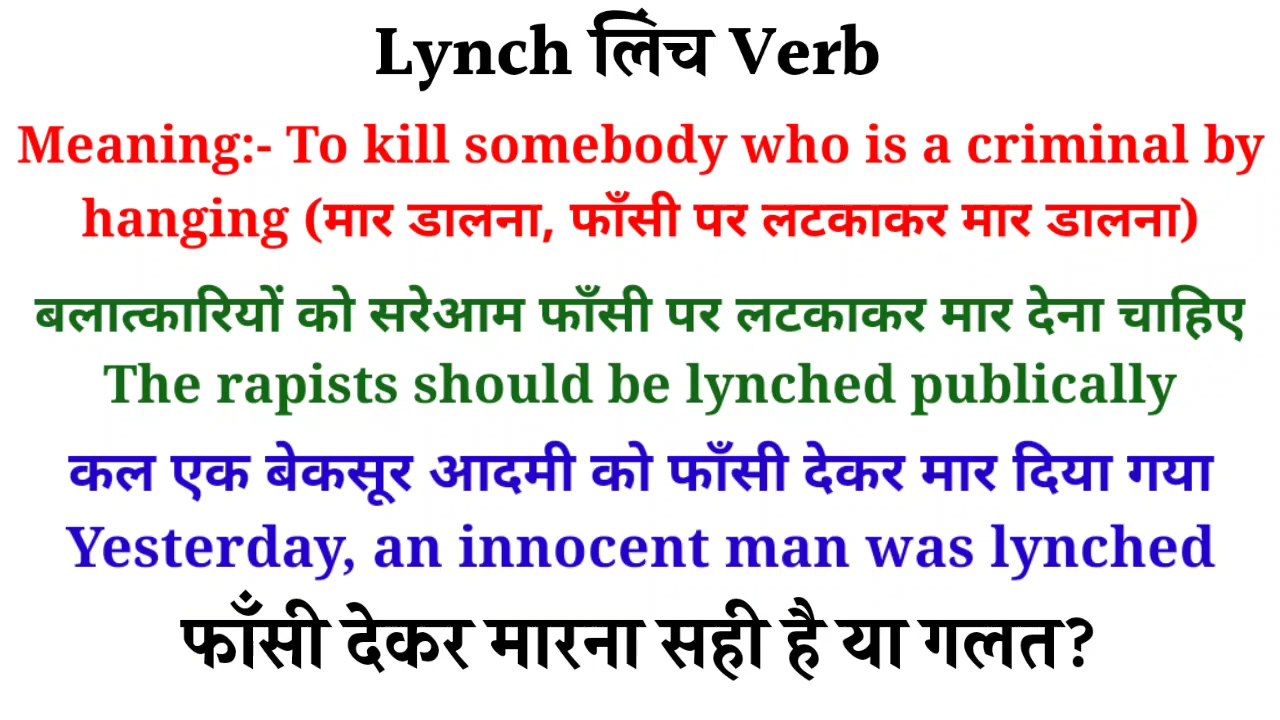 Lynch लिंच Verb
Meaning:- To kill somebody who is a criminal by
hanging (मार डालना, फाँसी पर लटकाकर मार डालना)
बलात्कारियों को सरेआम फाँसी पर लटकाकर मार देना चाहिए
The rapists should be lynched publically
कल एक बेकसूर आदमी को फाँसी देकर मार दिया गया
Yesterday, an innocent man was lynched
फाँसी देकर मारना सही है या गलत?